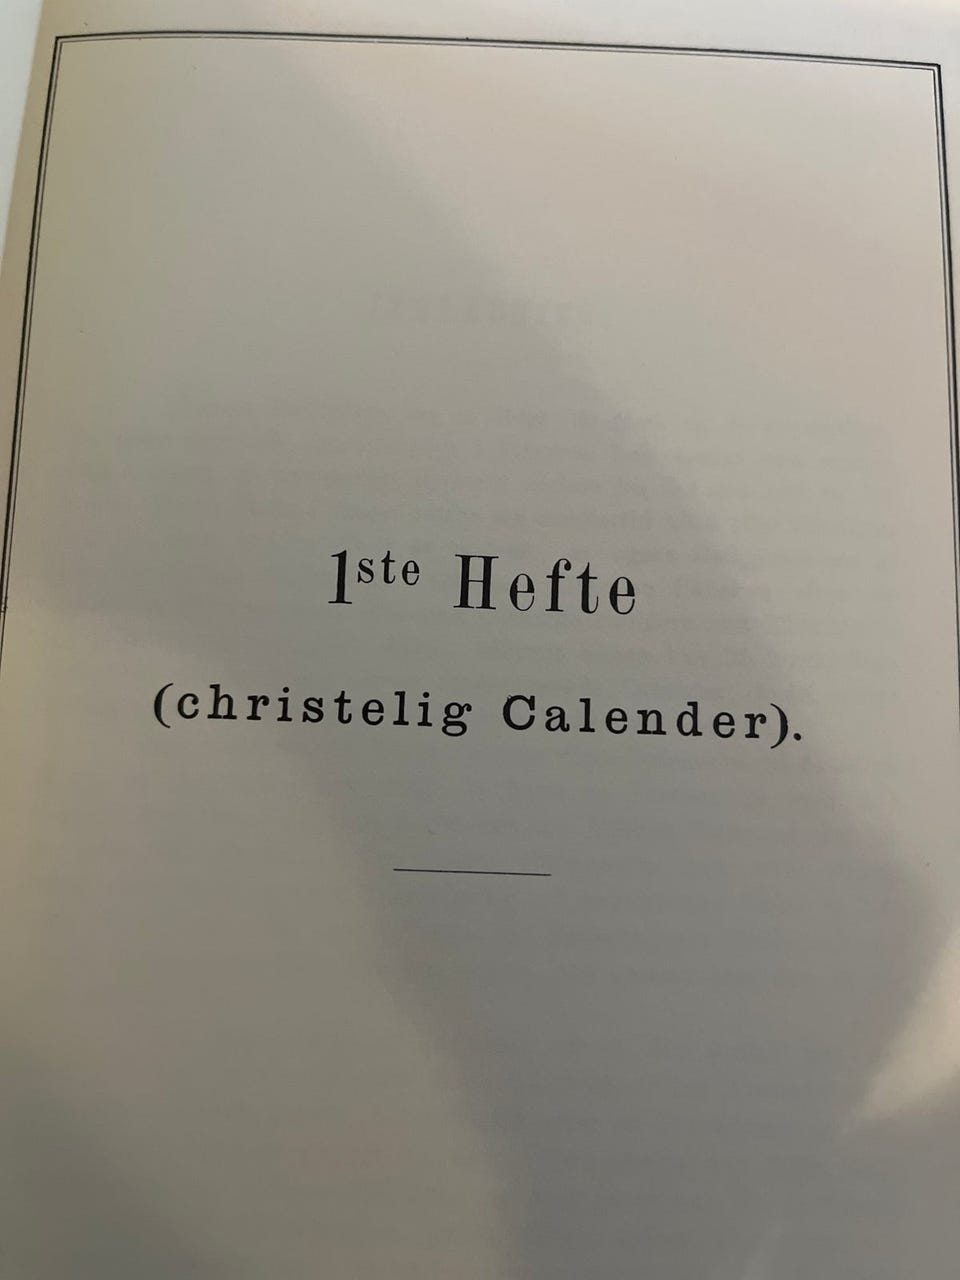 1ste Hefte
(christelig Calender).